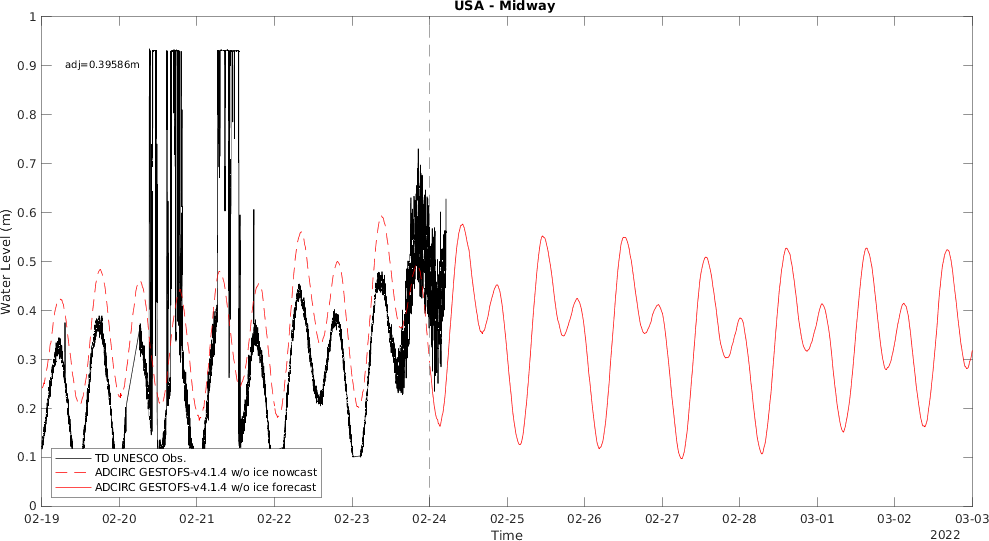 USA - Midway
1
0.9
0.8
0.7
0.6
0.5
0.4
0.3
0.2
0.1
0
Water Level (m)
adj=0.39586m
TD UNESCO Obs.
ADCIRC GESTOFS-v4.1.4 w/o ice nowcast
ADCIRC GESTOFS-v4.1.4 w/o ice forecast
02-19 02-20 02-21 02-22 02-23 02-24 02-25 02-26 02-27 02-28 03-01 03-02 03-03
Time
2022